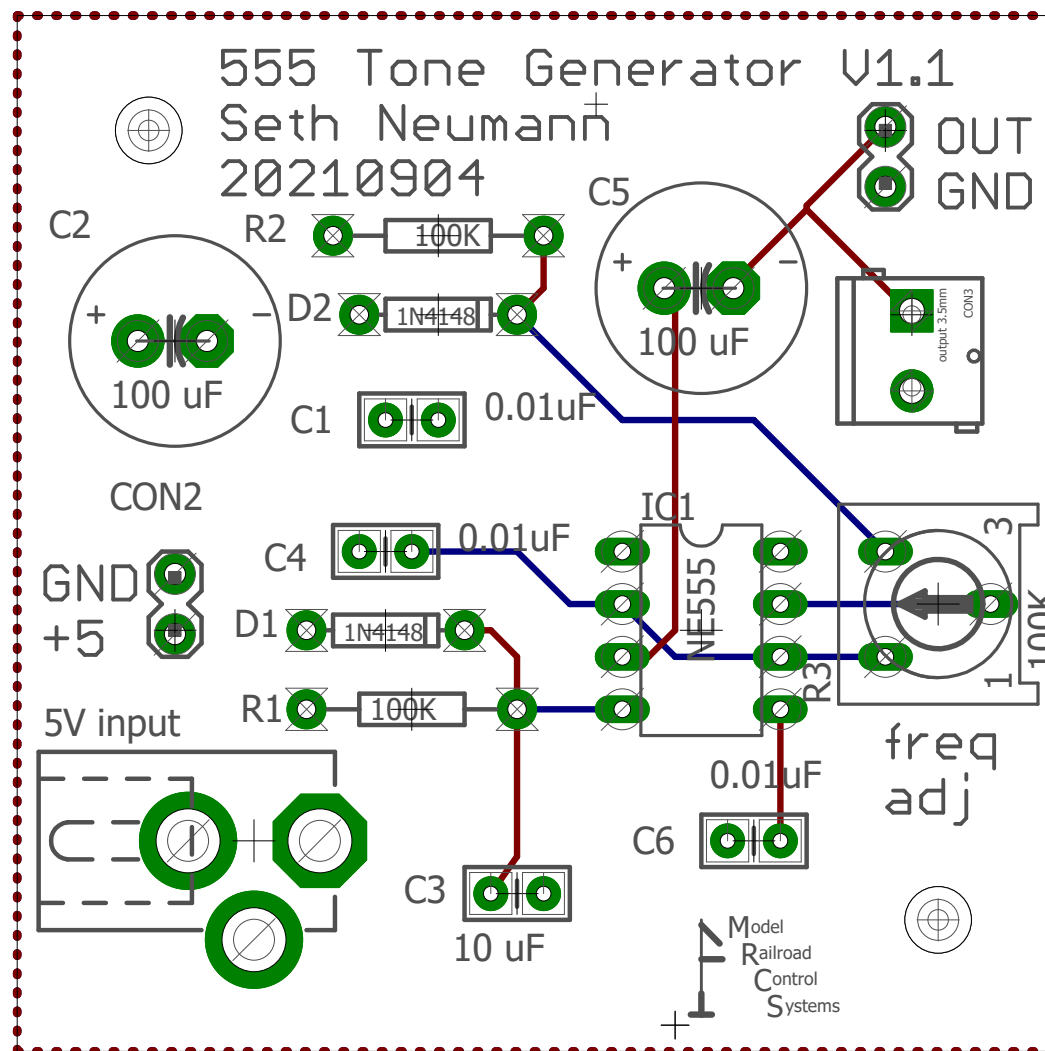 555 Tone Generator V1.1
Seth Neumann
20210904
OUT
GND
C5
C2
R2
100K
+
-
D2
1N4148
+
-
100 uF
100 uF
output 3.5mm
CON3
C1
0.01uF
CON2
IC1
C4
0.01uF
NE555
3
GND
+5
D1
1N4148
100K
1
R3
R1
100K
5V input
freq
adj
0.01uF
C6
C3
10 uF
Model
Railroad
Control
Systems